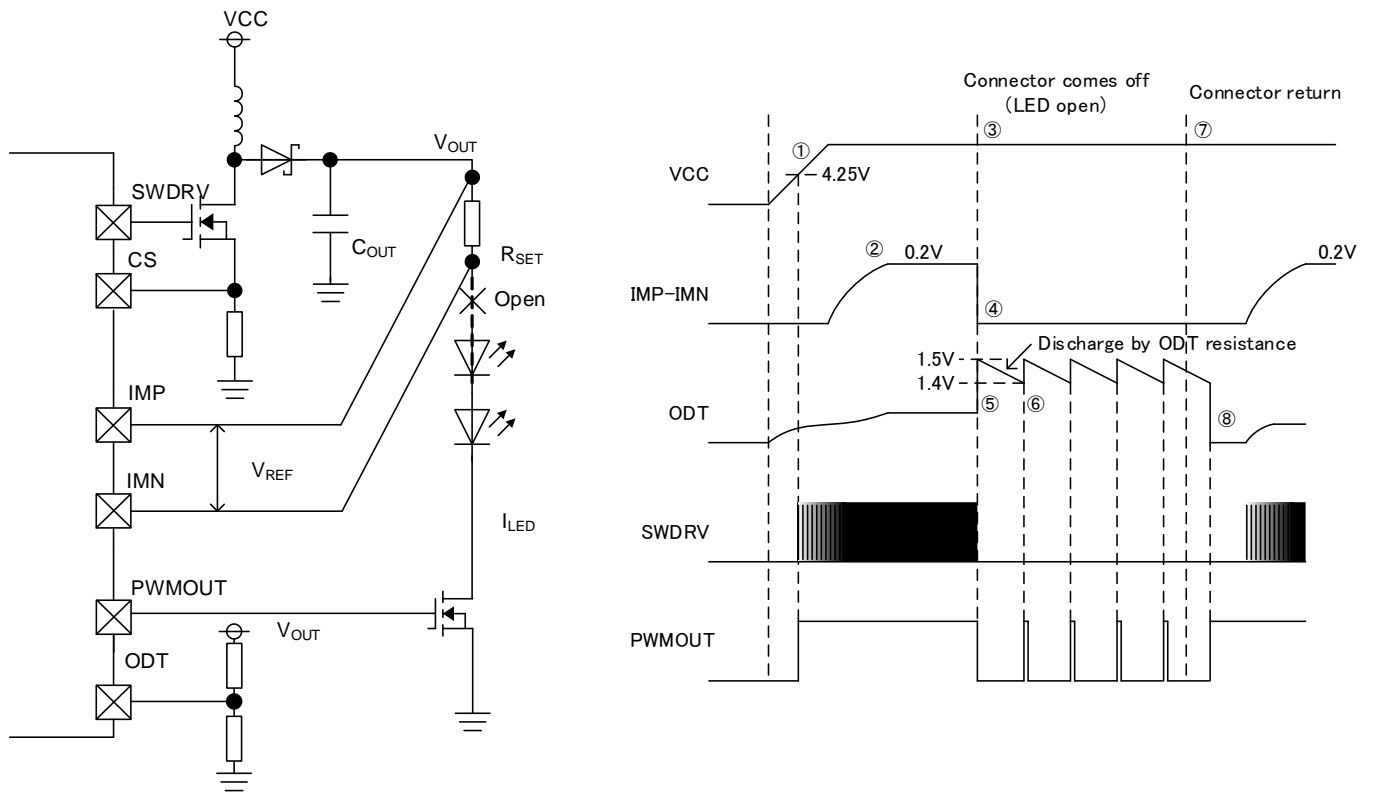 VCC
VOUT
SWDRV
CS
COUT
RSET
Open
IMP
VREF
IMN
ILED
PWMOUT
VOUT
ODT
Connector comes off
(LED open)
Connector return
① ③ ⑦
VCC
4.25V
② 0.2V 0.2V
IMP-IMN
④
Discharge by ODT resistance
1.5V
1.4V
ODT
⑤ ⑥ ⑧
SWDRV
PWMOUT